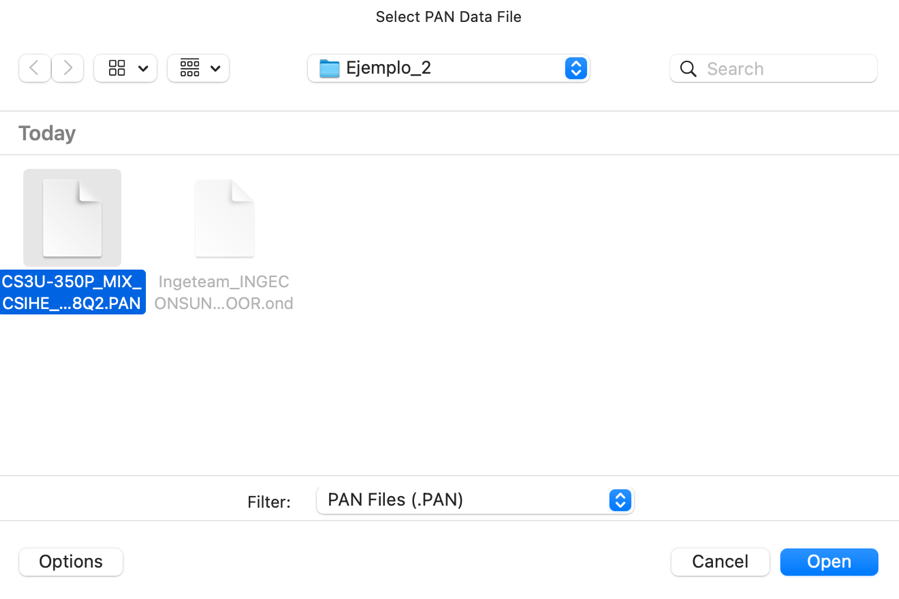 Select PAN Data File
Ejemplo_2
Search
Today
CS3U-350P_MIX_
CSIHE_...8Q2.PAN
Ingeteam_INGEC
ONSUN...OOR.ond
Filter:
PAN Files (.PAN)
Options
Cancel
Open